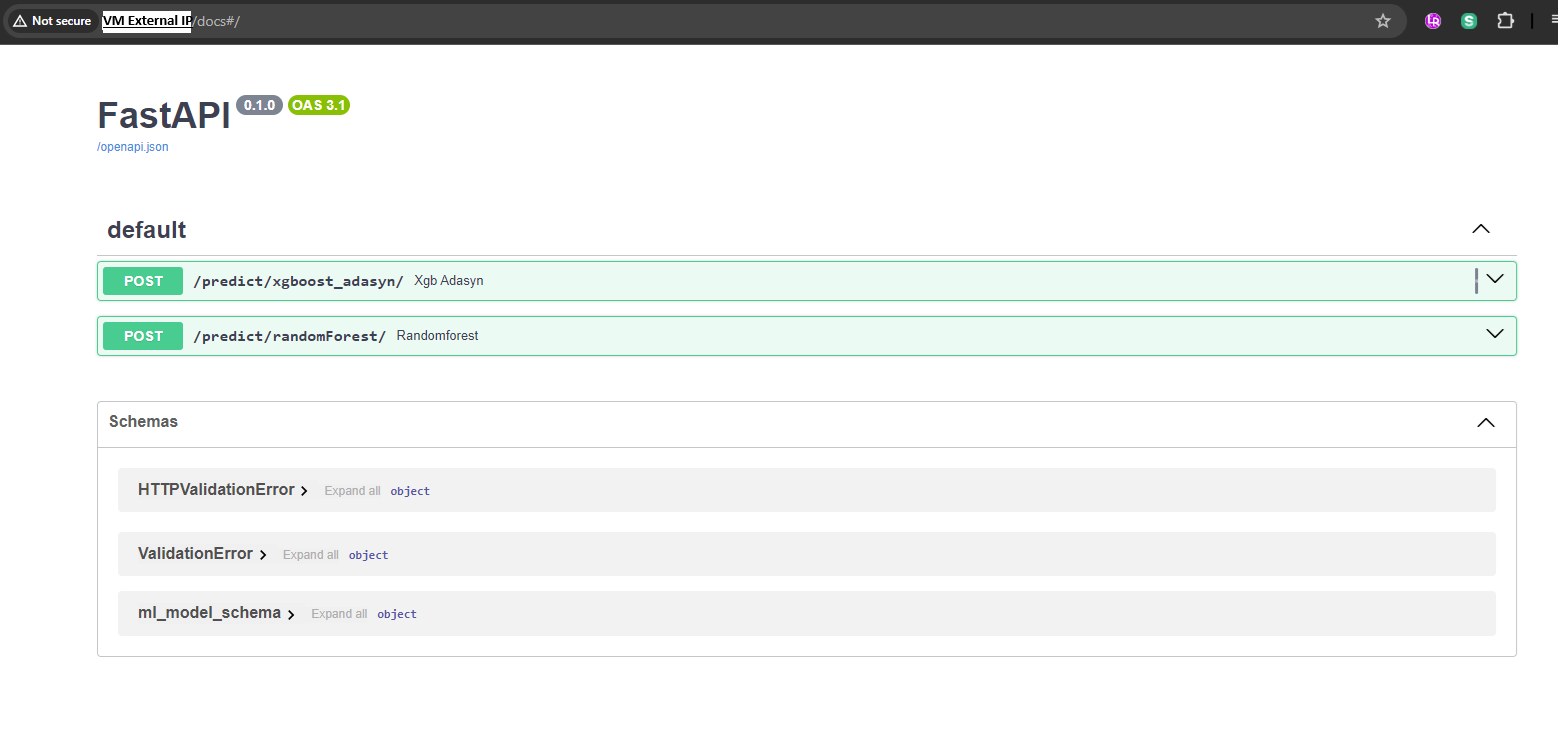 Not secure VM External IP/docs#/
FastAPI 0.1.0 OAS 3.1
/openapi.json
default
POST /predict/xgboost_adasyn/ Xgb Adasyn
POST /predict/randomForest/ Randomforest
Schemas
HTTPValidationError Expand all object
ValidationError Expand all object
ml_model_schema Expand all object